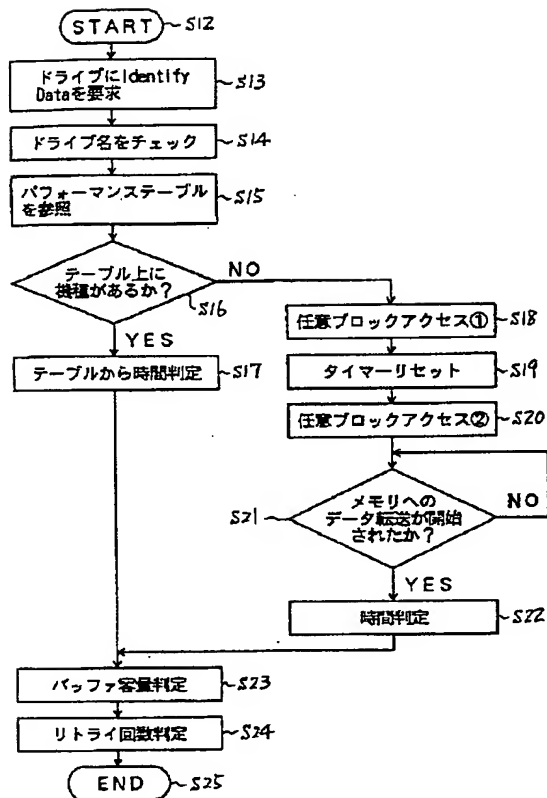 START
S12
ドライブにIdentify
Dataを要求
S13
ドライブ名をチェック
S14
パフォーマンステーブル
を参照
S15
テーブル上に
機種があるか?
S16
NO
YES
テーブルから時間判定
S17
任意ブロックアクセス①
S18
タイマーリセット
S19
任意ブロックアクセス②
S20
メモリへの
データ転送が開始
されたか?
S21
NO
YES
時間判定
S22
バッファ容量判定
S23
リトライ回数判定
S24
END
S25